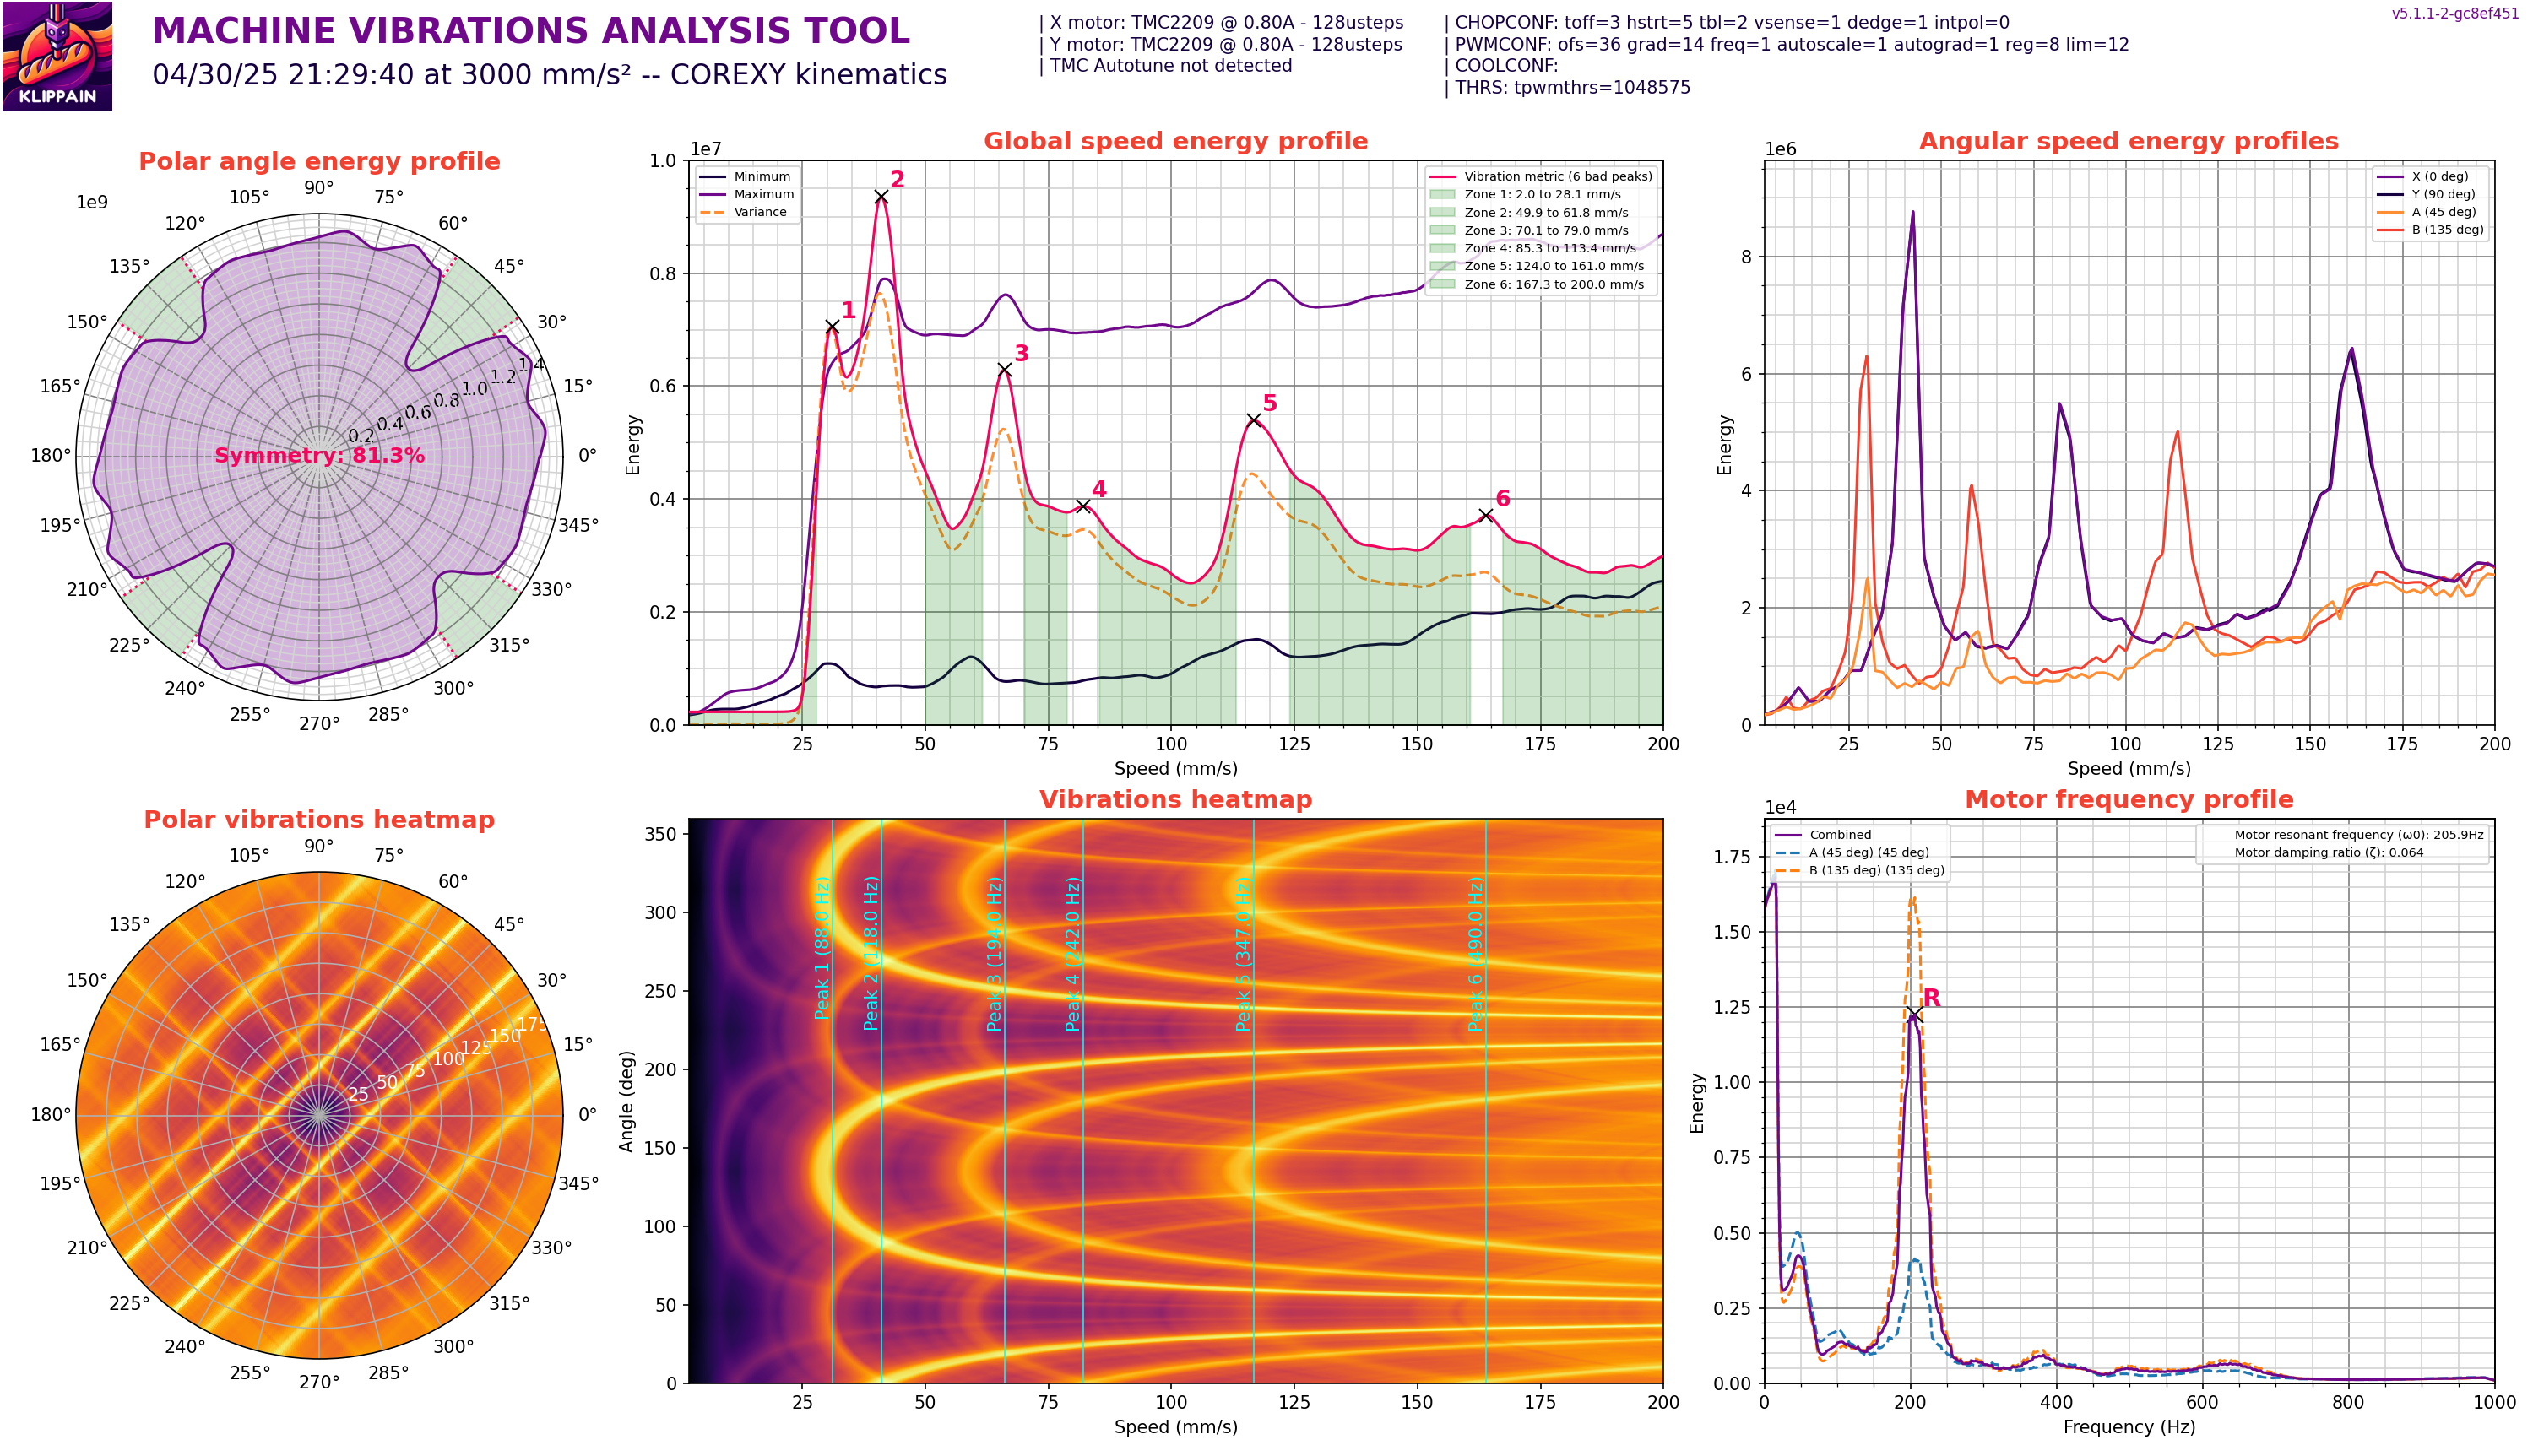 KLIPPAIN
MACHINE VIBRATIONS ANALYSIS TOOL
04/30/25 21:29:40 at 3000 mm/s² -- COREXY kinematics
| X motor: TMC2209 @ 0.80A - 128usteps
| Y motor: TMC2209 @ 0.80A - 128usteps
| TMC Autotune not detected
| CHOPCONF: toff=3 hstrt=5 tbl=2 vsense=1 dedge=1 intpol=0
| PWMCONF: ofs=36 grad=14 freq=1 autoscale=1 autograd=1 reg=8 lim=12
| COOLCONF:
| THRS: tpwmthrs=1048575
v5.1.1-2-gc8ef451
Polar angle energy profile
1e9
0°
15°
30°
45°
60°
75°
90°
105°
120°
135°
150°
165°
180°
195°
210°
225°
240°
255°
270°
285°
300°
315°
330°
345°
0.2
0.4
0.6
0.8
1.0
1.2
1.4
Symmetry: 81.3%
Global speed energy profile
1e7
Minimum
Maximum
Variance
Vibration metric (6 bad peaks)
Zone 1: 2.0 to 28.1 mm/s
Zone 2: 49.9 to 61.8 mm/s
Zone 3: 70.1 to 79.0 mm/s
Zone 4: 85.3 to 113.4 mm/s
Zone 5: 124.0 to 161.0 mm/s
Zone 6: 167.3 to 200.0 mm/s
1
2
3
4
5
6
1.0
0.8
0.6
0.4
0.2
0.0
Energy
25
50
75
100
125
150
175
200
Speed (mm/s)
Angular speed energy profiles
1e6
X (0 deg)
Y (90 deg)
A (45 deg)
B (135 deg)
8
6
4
2
0
Energy
25
50
75
100
125
150
175
200
Speed (mm/s)
Polar vibrations heatmap
0°
15°
30°
45°
60°
75°
90°
105°
120°
135°
150°
165°
180°
195°
210°
225°
240°
255°
270°
285°
300°
315°
330°
345°
25
50
75
100
125
150
175
Vibrations heatmap
350
300
250
200
150
100
50
0
Angle (deg)
Peak 1 (88.0 Hz)
Peak 2 (118.0 Hz)
Peak 3 (194.0 Hz)
Peak 4 (242.0 Hz)
Peak 5 (347.0 Hz)
Peak 6 (490.0 Hz)
25
50
75
100
125
150
175
200
Speed (mm/s)
Motor frequency profile
1e4
Combined
A (45 deg) (45 deg)
B (135 deg) (135 deg)
Motor resonant frequency (ω0): 205.9Hz
Motor damping ratio (ζ): 0.064
R
1.75
1.50
1.25
1.00
0.75
0.50
0.25
0.00
Energy
0
200
400
600
800
1000
Frequency (Hz)